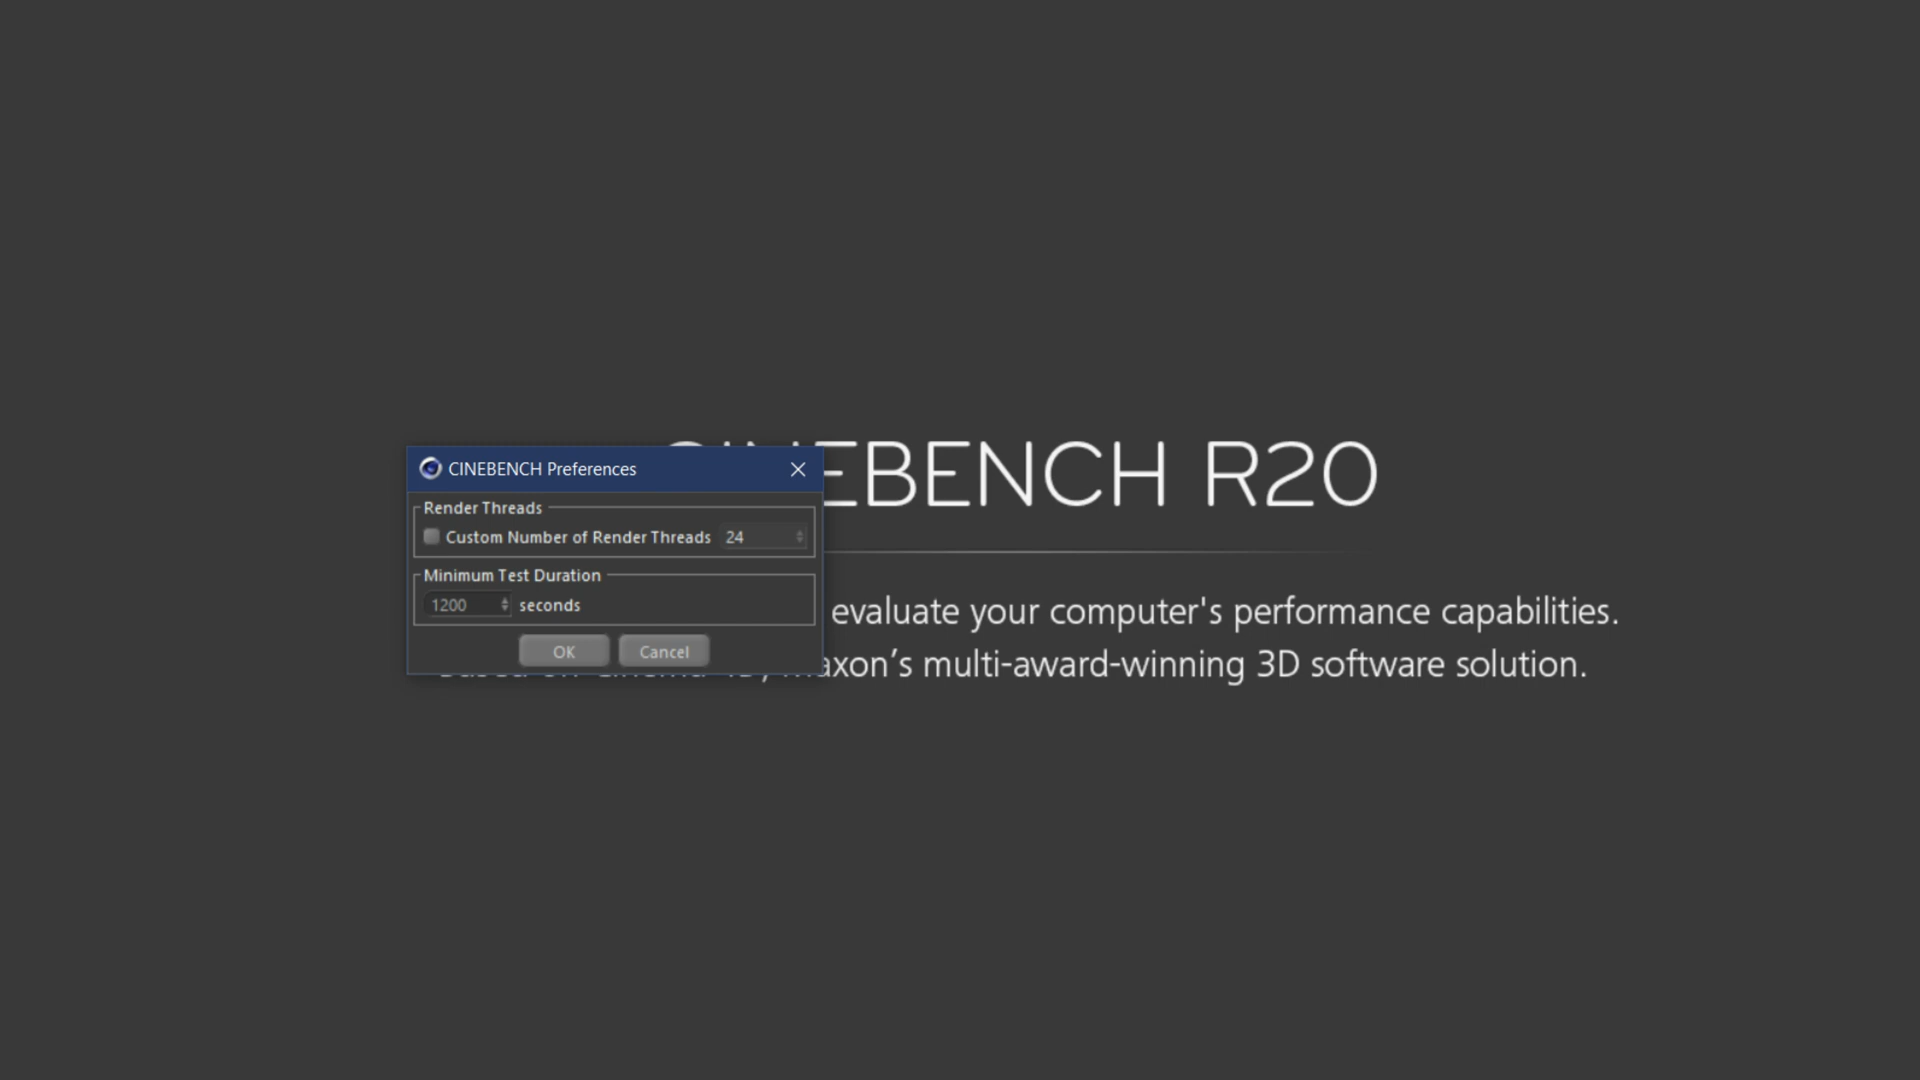 CINEBENCH Preferences
EBENCH R20
Render Threads
Custom Number of Render Threads 24
Minimum Test Duration
1200 seconds
evaluate your computer's performance capabilities.
OK Cancel
axon’s multi-award-winning 3D software solution.